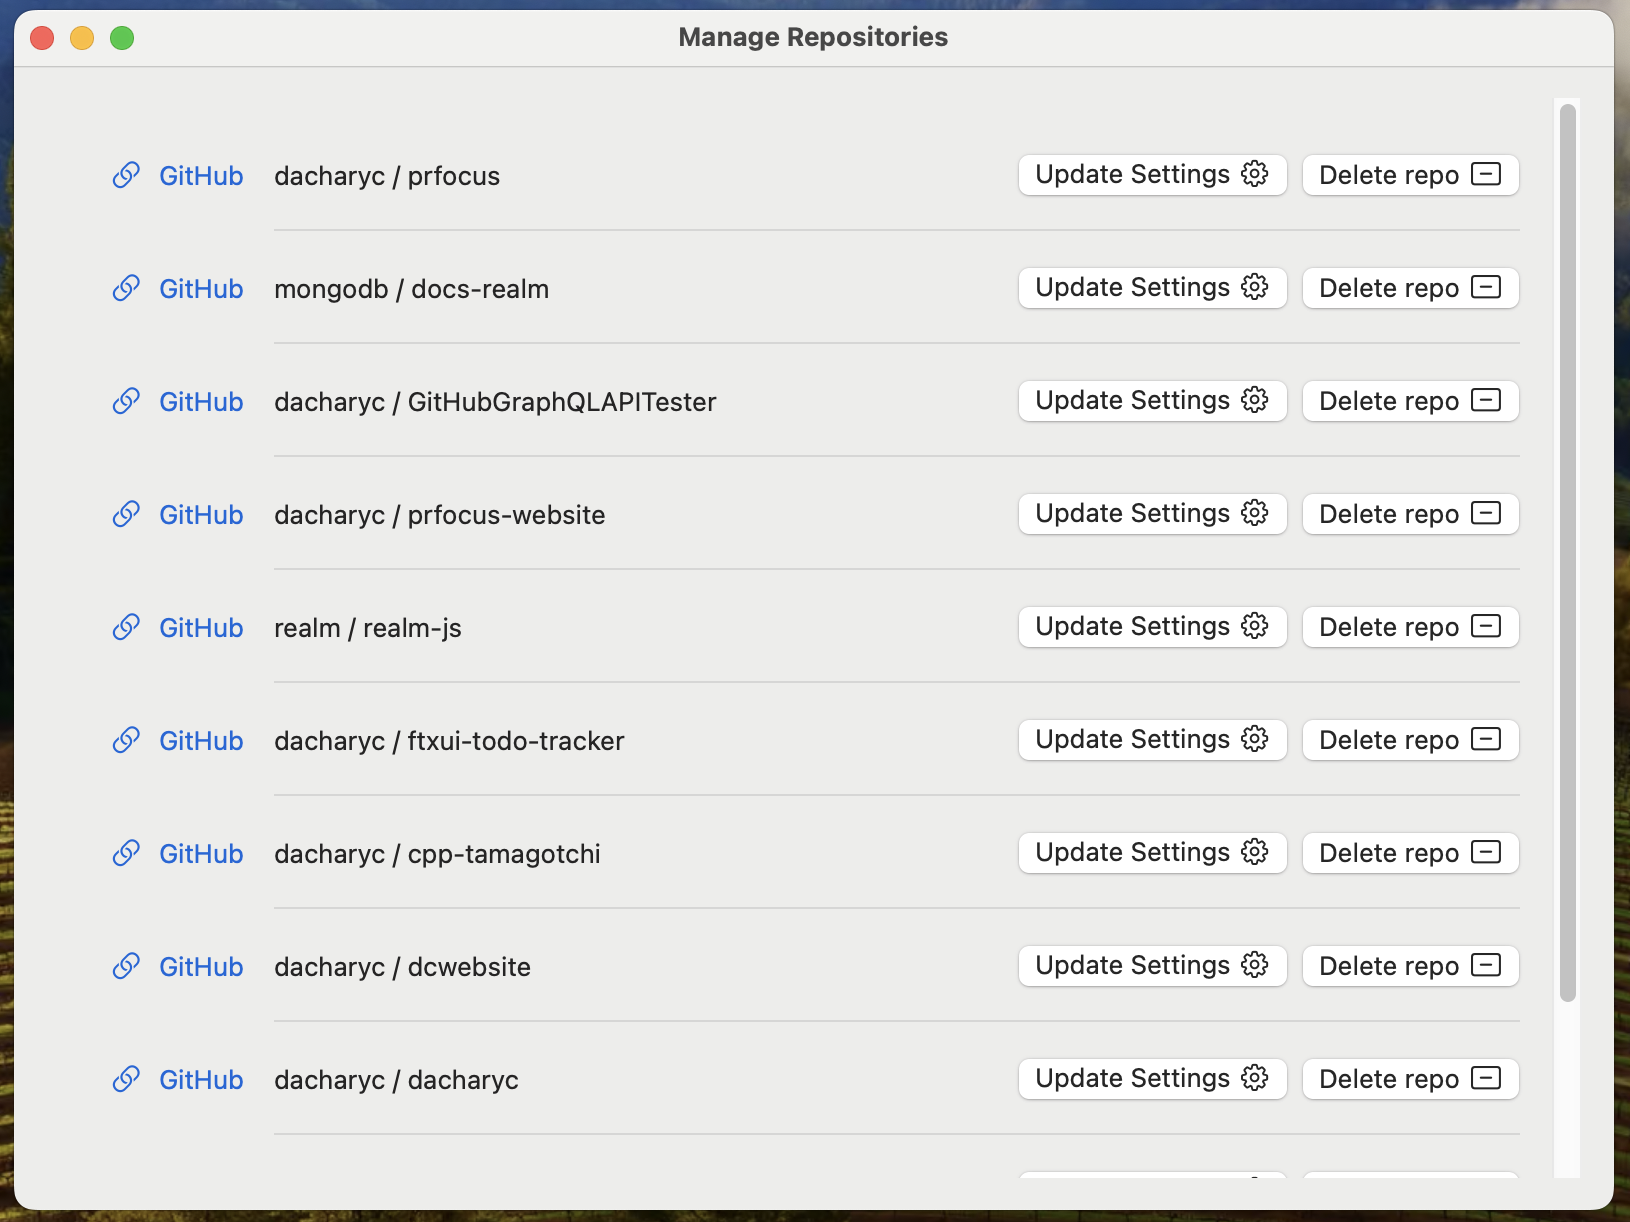 Manage Repositories
GitHub dacharyc / prfocus Update Settings Delete repo
GitHub mongodb / docs-realm Update Settings Delete repo
GitHub dacharyc / GitHubGraphQLAPITester Update Settings Delete repo
GitHub dacharyc / prfocus-website Update Settings Delete repo
GitHub realm / realm-js Update Settings Delete repo
GitHub dacharyc / ftxui-todo-tracker Update Settings Delete repo
GitHub dacharyc / cpp-tamagotchi Update Settings Delete repo
GitHub dacharyc / dcwebsite Update Settings Delete repo
GitHub dacharyc / dacharyc Update Settings Delete repo